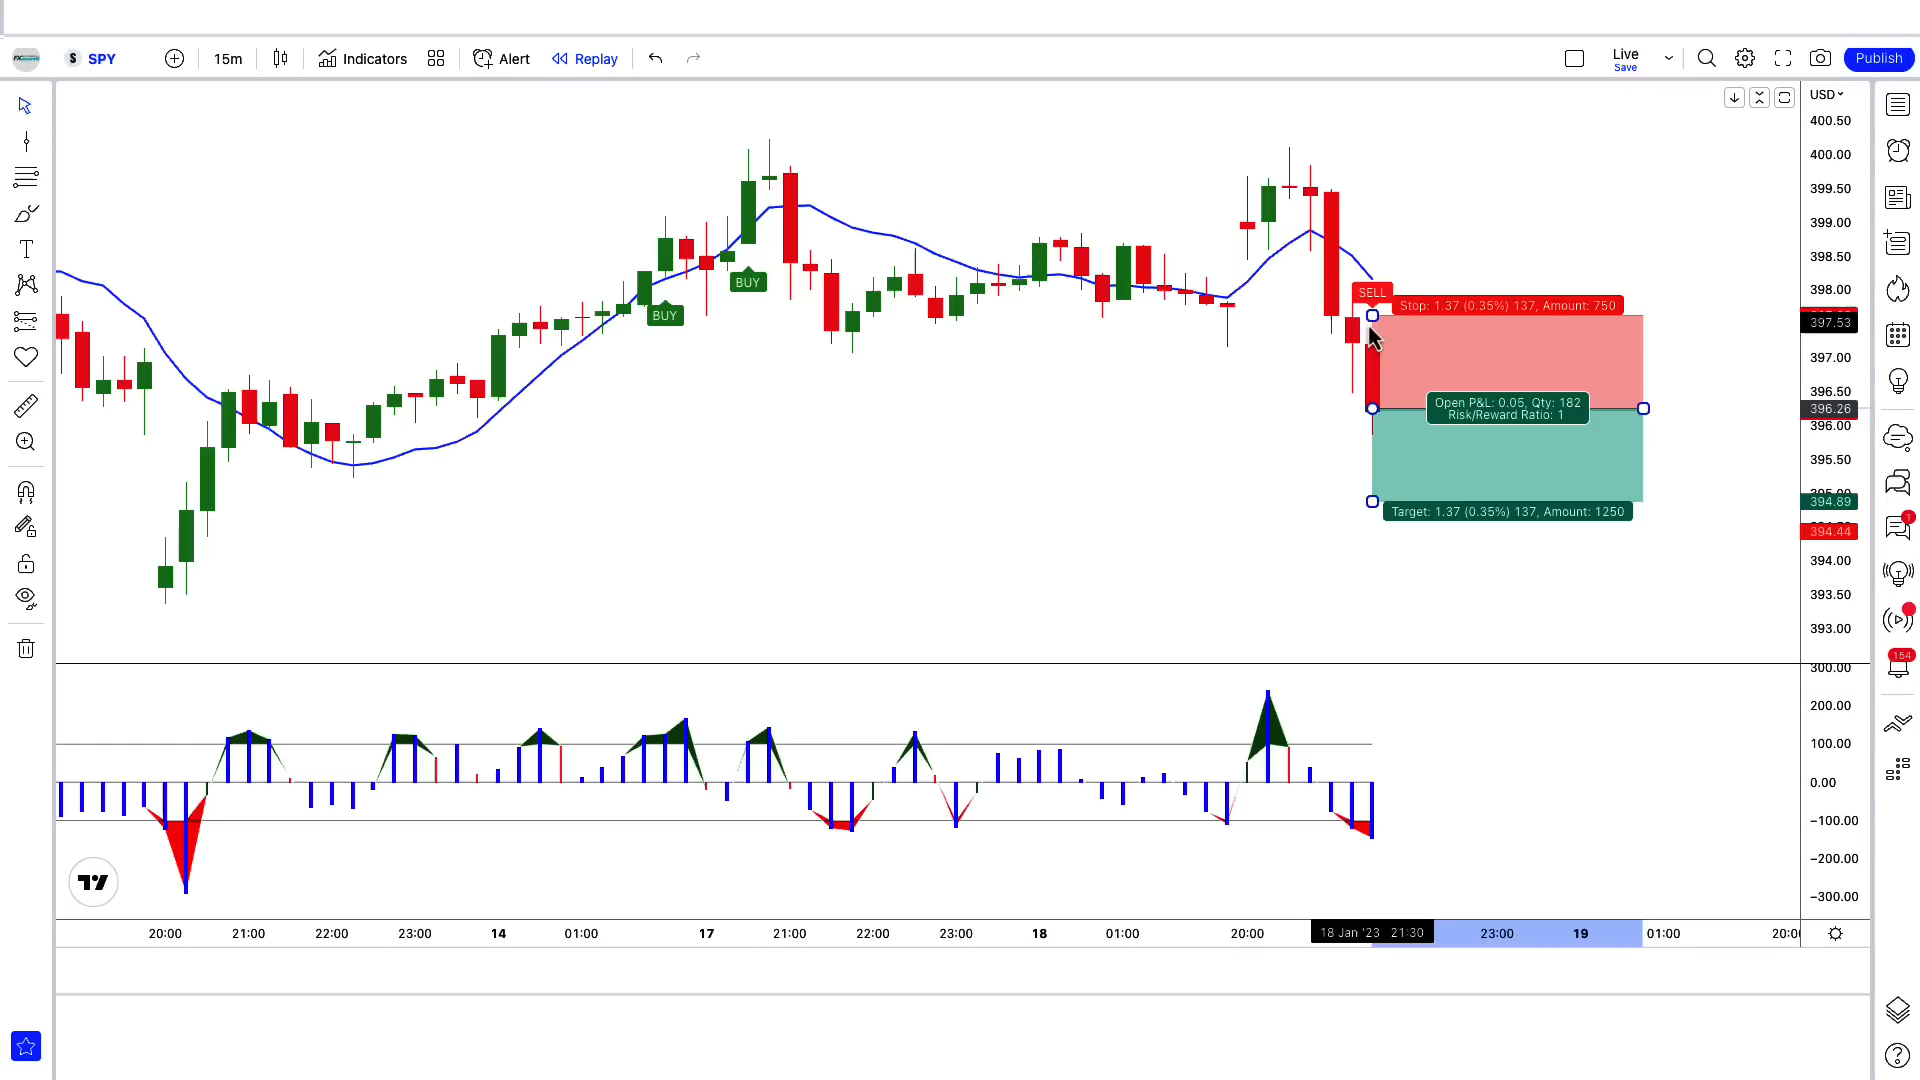 S SPY
15m
Indicators
Alert
Replay
Live
Save
Publish
USD
400.50
400.00
399.50
399.00
398.50
398.00
397.53
397.00
396.50
396.26
396.00
395.50
394.89
394.44
394.00
393.50
393.00
BUY
BUY
SELL
Stop: 1.37 (0.35%) 137, Amount: 750
Open P&L: 0.05, Qty: 182
Risk/Reward Ratio: 1
Target: 1.37 (0.35%) 137, Amount: 1250
300.00
200.00
100.00
0.00
−100.00
−200.00
−300.00
20:00 21:00 22:00 23:00 14 01:00 17 21:00 22:00 23:00 18 01:00 20:00 18 Jan '23 21:30 23:00 19 01:00
1
154